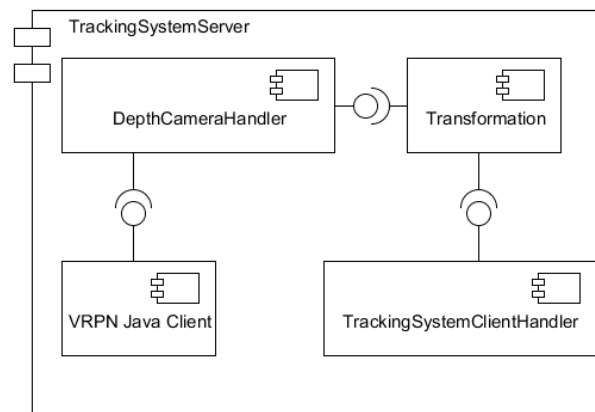 TrackingSystemServer
DepthCameraHandler
Transformation
VRPN Java Client
TrackingSystemClientHandler